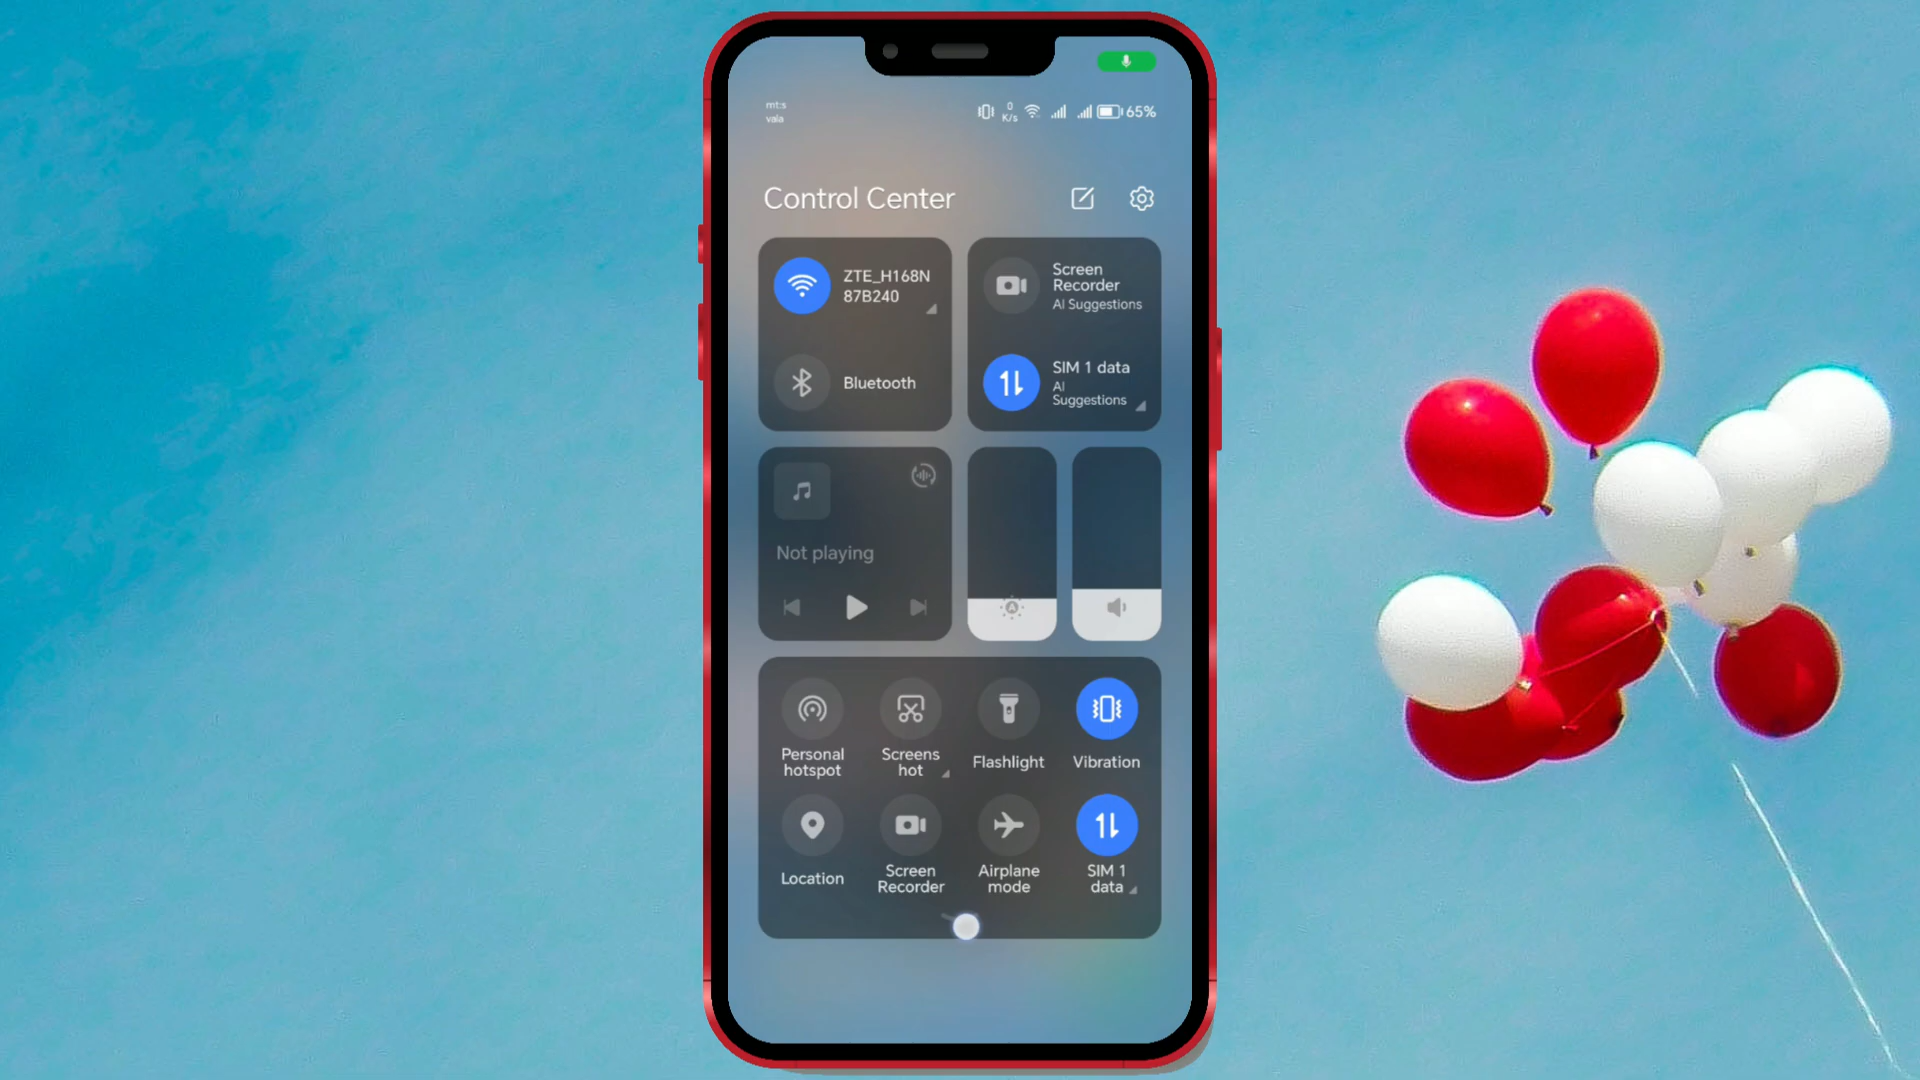 mt:s
vala
0
K/s
65%
Control Center
ZTE_H168N
87B240
Bluetooth
Screen
Recorder
AI Suggestions
SIM 1 data
AI
Suggestions
Not playing
A
Personal
hotspot
Screens
hot
Flashlight
Vibration
Location
Screen
Recorder
Airplane
mode
SIM 1
data